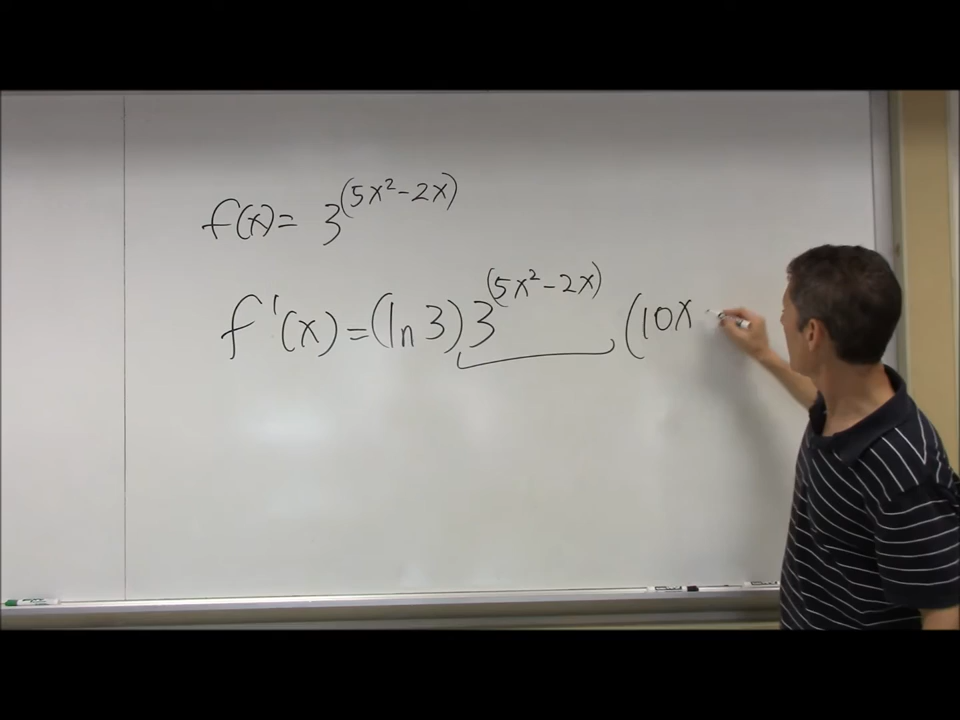 f(x) = 3^(5x²-2x)
f'(x) = (ln 3) 3^(5x²-2x) (10x